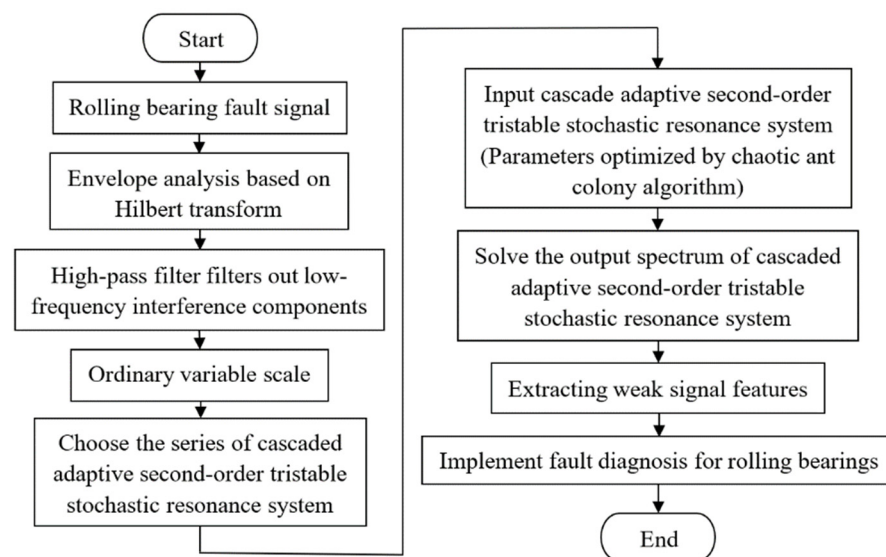 Start
Rolling bearing fault signal
Envelope analysis based on
Hilbert transform
High-pass filter filters out low-
frequency interference components
Ordinary variable scale
Choose the series of cascaded
adaptive second-order tristable
stochastic resonance system
Input cascade adaptive second-order
tristable stochastic resonance system
(Parameters optimized by chaotic ant
colony algorithm)
Solve the output spectrum of cascaded
adaptive second-order tristable
stochastic resonance system
Extracting weak signal features
Implement fault diagnosis for rolling bearings
End